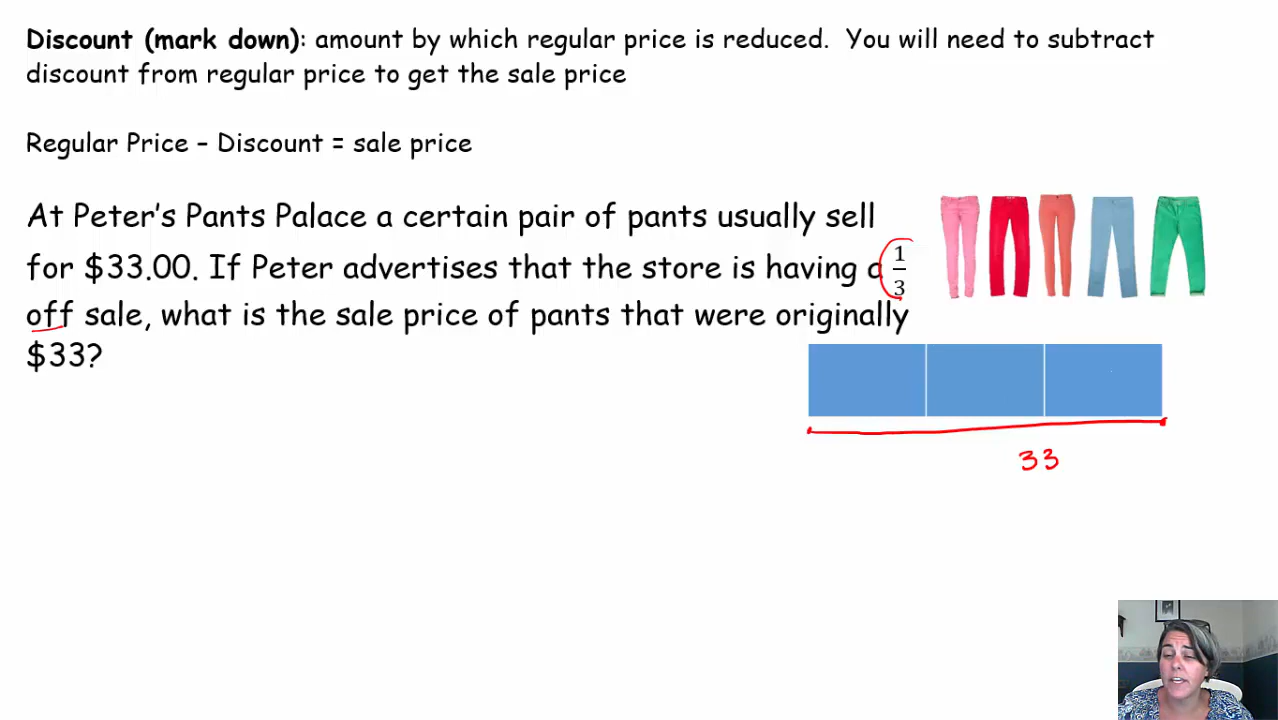 Discount (mark down): amount by which regular price is reduced. You will need to subtract
discount from regular price to get the sale price
Regular Price – Discount = sale price
At Peter's Pants Palace a certain pair of pants usually sell
for $33.00. If Peter advertises that the store is having a 1/3
off sale, what is the sale price of pants that were originally
$33?
33